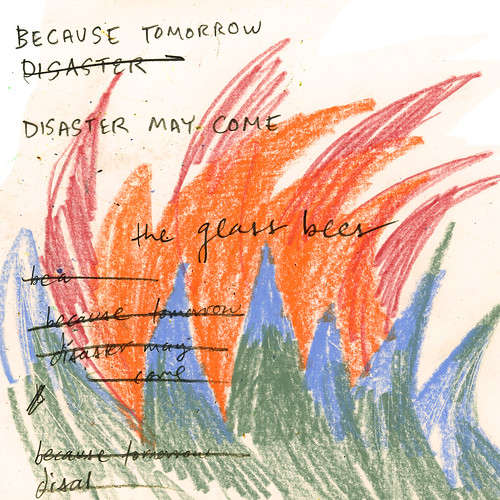 BECAUSE TOMORROW
DISASTER
DISASTER MAY COME
the glass bees
bea
because tomorrow
disaster may
come
because tomorrow
disas